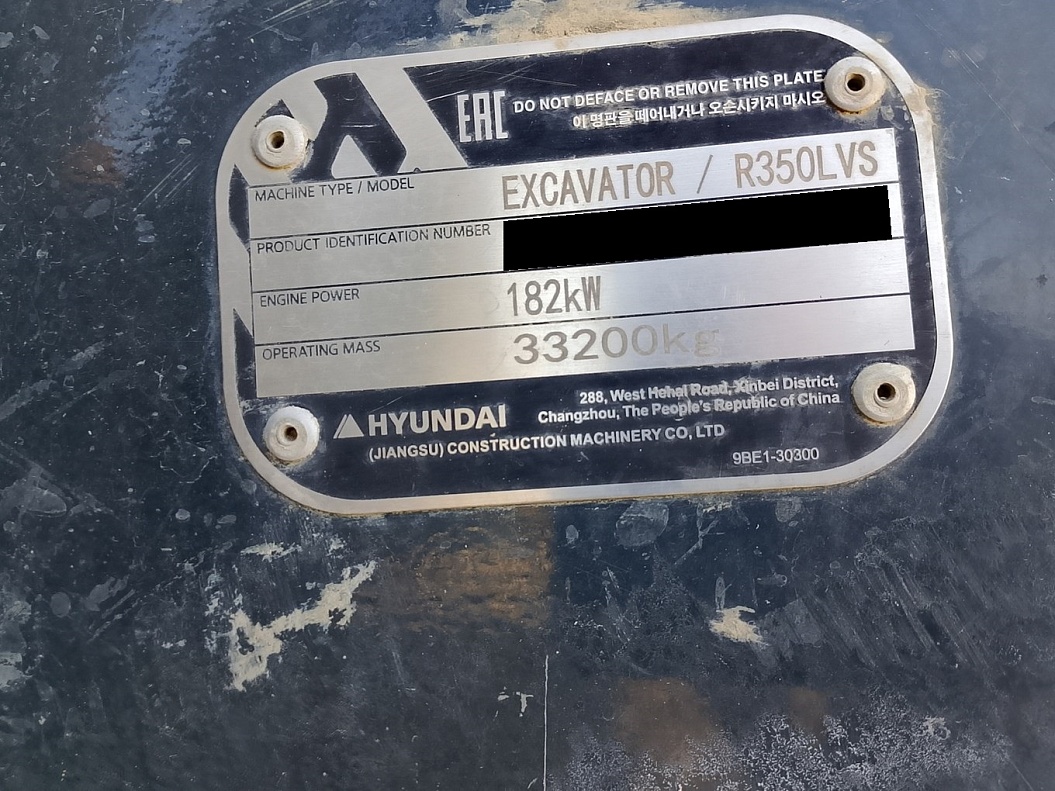 EAC
DO NOT DEFACE OR REMOVE THIS PLATE
이 명판을 떼어내거나 오손시키지 마시오
MACHINE TYPE / MODEL EXCAVATOR / R350LVS
PRODUCT IDENTIFICATION NUMBER
ENGINE POWER 182kW
OPERATING MASS 33200kg
HYUNDAI
(JIANGSU) CONSTRUCTION MACHINERY CO, LTD
288, West Hehai Road, Xinbei District,
Changzhou, The People's Republic of China
9BE1-30300